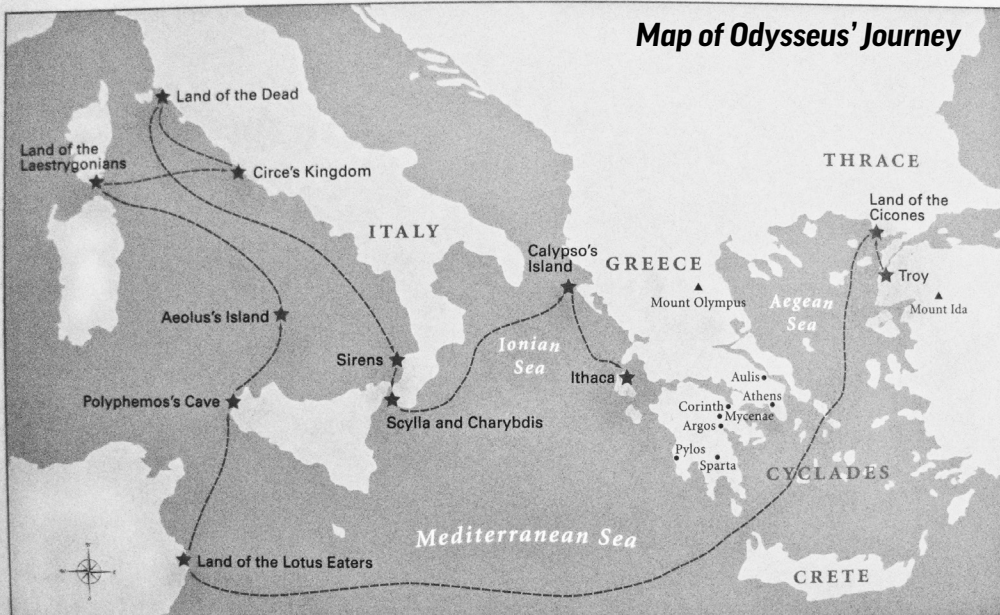 Map of Odysseus' Journey
Land of the Dead
Land of the
Laestrygonians
Circe's Kingdom
THRACE
Land of the
Cicones
ITALY
Calypso's
Island
GREECE
Troy
Mount Olympus
Aegean
Sea
Mount Ida
Aeolus's Island
Ionian
Sea
Sirens
Ithaca
Aulis
Athens
Polyphemos's Cave
Corinth
Mycenae
Argos
Scylla and Charybdis
Pylos
Sparta
CYCLADES
Mediterranean Sea
Land of the Lotus Eaters
CRETE